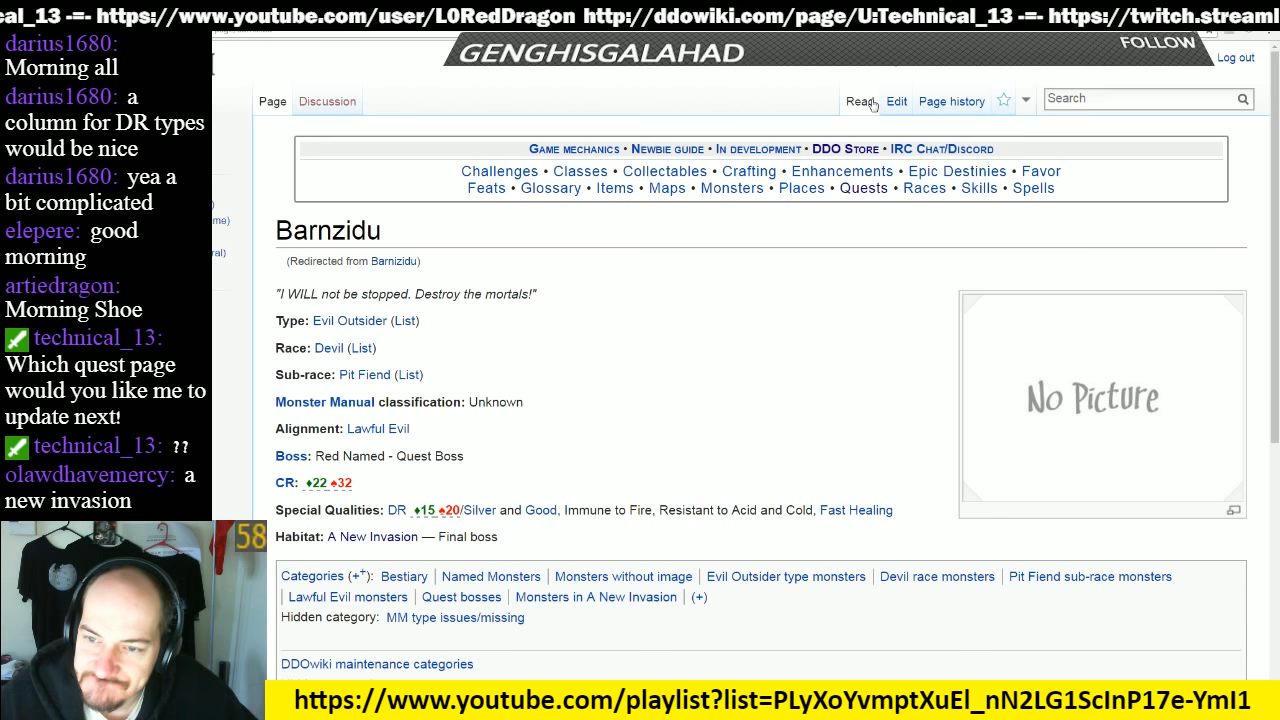 eal_13 -=- https://www.youtube.com/user/L0RedDragon http://ddowiki.com/page/U:Technical_13 -=- https://twitch.streaml
GENGHISGALAHAD
FOLLOW
Log out
darius1680:
Morning all
darius1680: a
column for DR types
would be nice
darius1680: yea a
bit complicated
elepere: good
morning
artiedragon:
Morning Shoe
technical_13:
Which quest page
would you like me to
update next!
technical_13: ??
olawdhavemercy: a
new invasion
58
Page Discussion Read Edit Page history Search
Game mechanics • Newbie guide • In development • DDO Store • IRC Chat/Discord
Challenges • Classes • Collectables • Crafting • Enhancements • Epic Destinies • Favor
Feats • Glossary • Items • Maps • Monsters • Places • Quests • Races • Skills • Spells
me)
ral)
Barnzidu
(Redirected from Barnizidu)
"I WILL not be stopped. Destroy the mortals!"
Type: Evil Outsider (List)
Race: Devil (List)
Sub-race: Pit Fiend (List)
Monster Manual classification: Unknown
Alignment: Lawful Evil
Boss: Red Named - Quest Boss
CR: ♦22 ♠32
Special Qualities: DR ♦15 ♠20/Silver and Good, Immune to Fire, Resistant to Acid and Cold, Fast Healing
Habitat: A New Invasion — Final boss
No Picture
Categories (+⁺): Bestiary | Named Monsters | Monsters without image | Evil Outsider type monsters | Devil race monsters | Pit Fiend sub-race monsters
| Lawful Evil monsters | Quest bosses | Monsters in A New Invasion | (+)
Hidden category: MM type issues/missing
DDOwiki maintenance categories
https://www.youtube.com/playlist?list=PLyXoYvmptXuEl_nN2LG1ScInP17e-YmI1